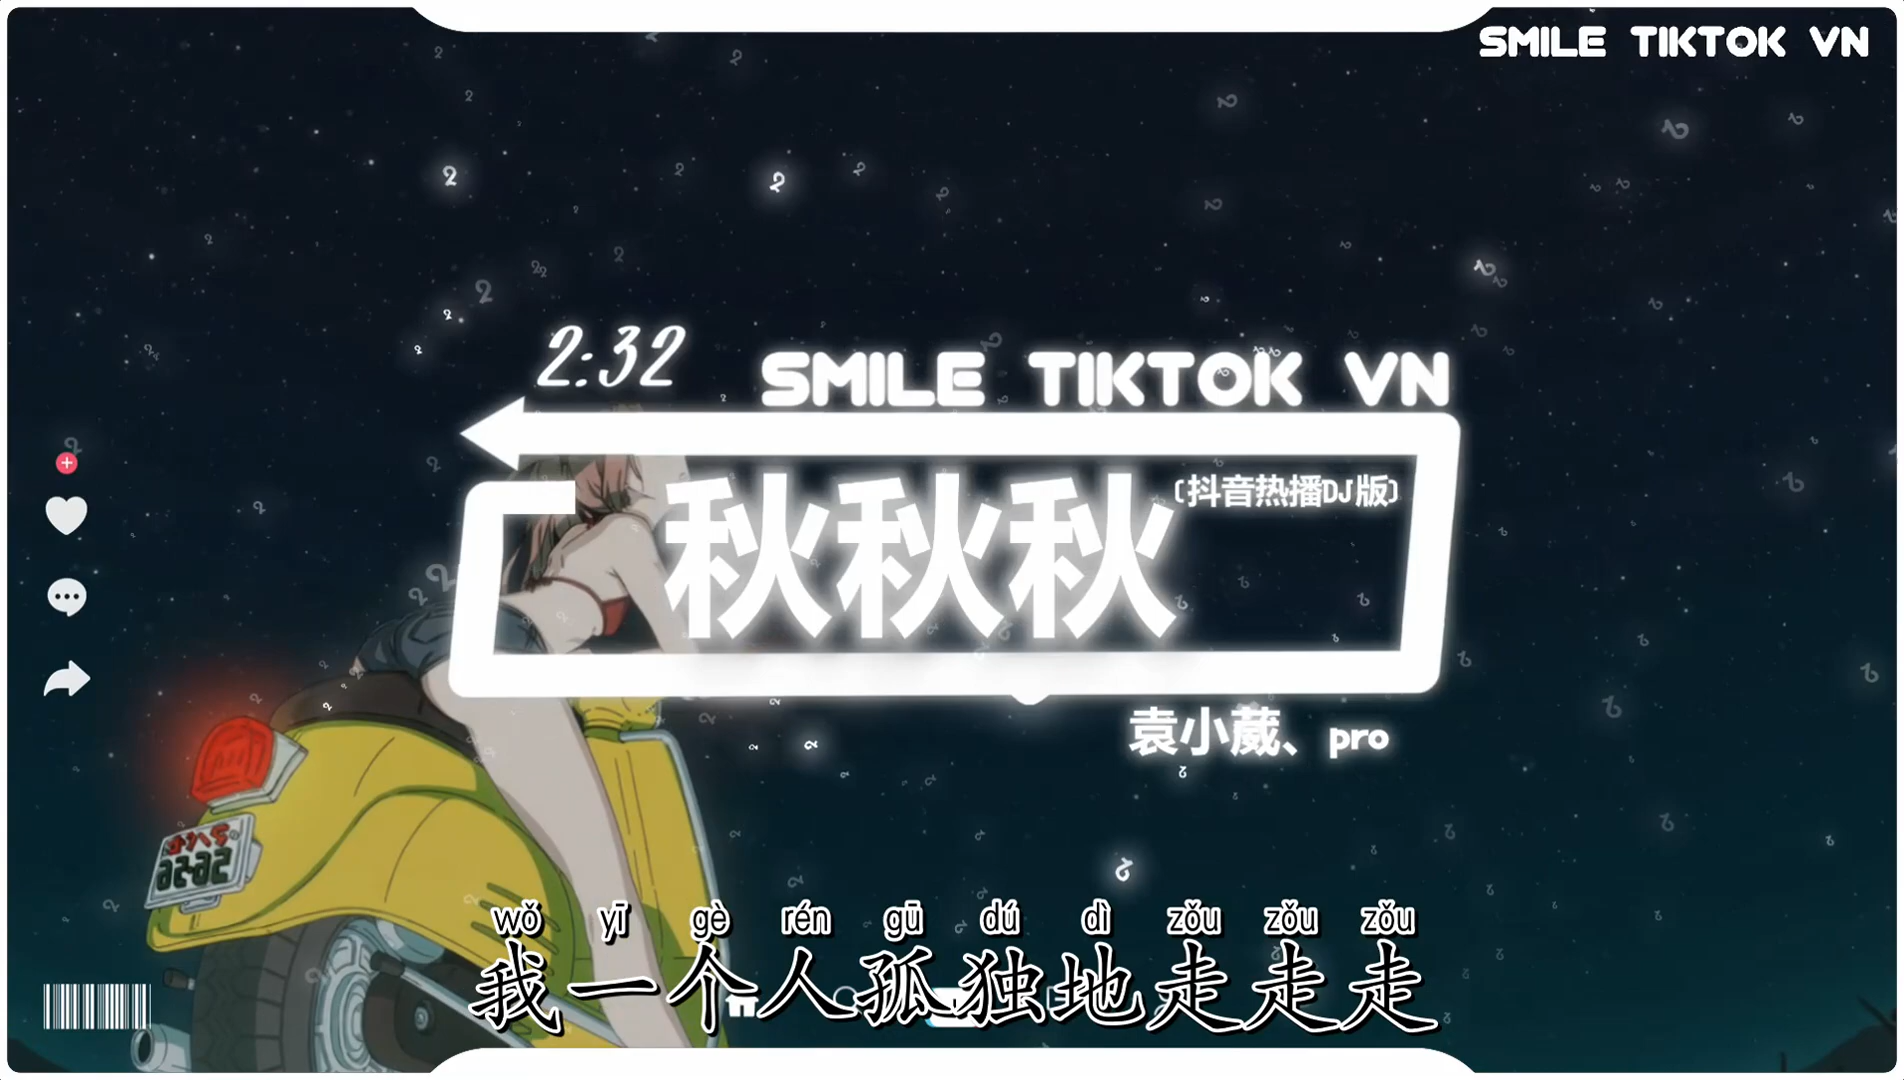 SMILE TIKTOK VN
2:32
SMILE TIKTOK VN
秋秋秋
(抖音热播DJ版)
袁小葳、pro
wǒ yī gè rén gū dú dì zǒu zǒu zǒu
我一个人孤独地走走走